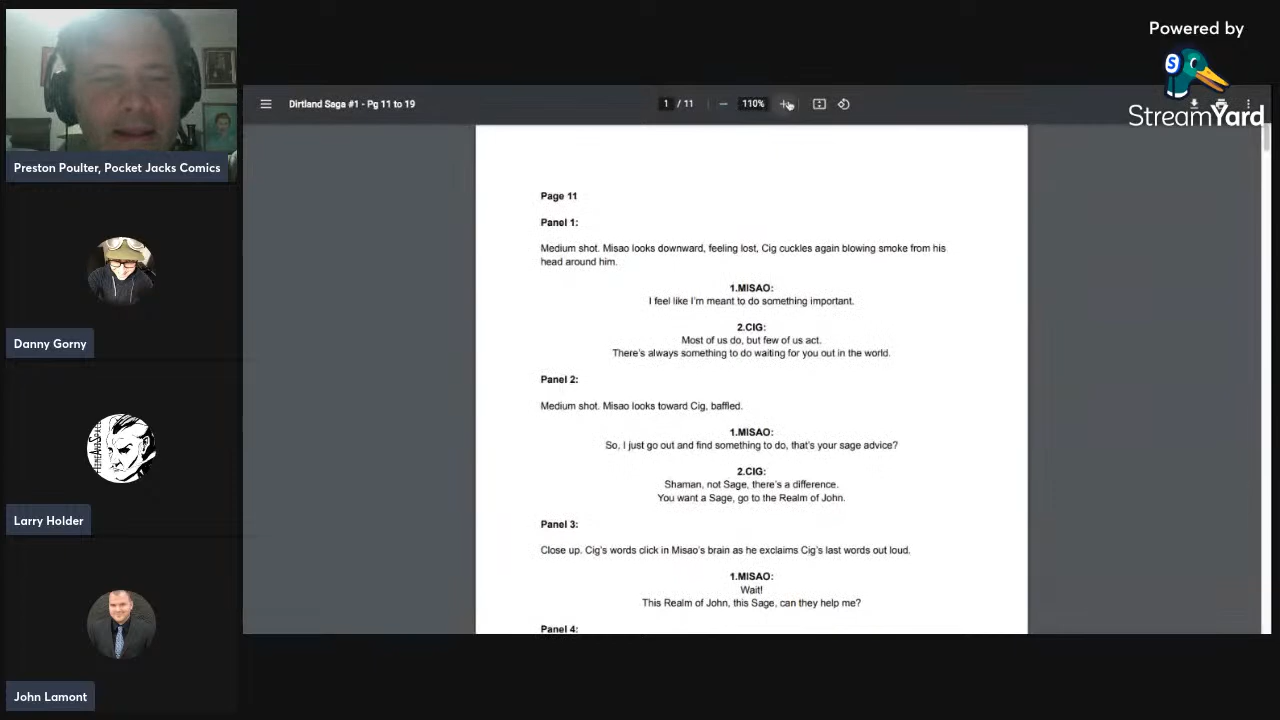 Powered by
StreamYard
Preston Poulter, Pocket Jacks Comics
Danny Gorny
Larry Holder
John Lamont
Dirtland Saga #1 - Pg 11 to 19
1 / 11
110%
Page 11
Panel 1:
Medium shot. Misao looks downward, feeling lost, Cig cuckles again blowing smoke from his
head around him.
1.MISAO:
I feel like I'm meant to do something important.
2.CIG:
Most of us do, but few of us act.
There's always something to do waiting for you out in the world.
Panel 2:
Medium shot. Misao looks toward Cig, baffled.
1.MISAO:
So, I just go out and find something to do, that's your sage advice?
2.CIG:
Shaman, not Sage, there's a difference.
You want a Sage, go to the Realm of John.
Panel 3:
Close up. Cig's words click in Misao's brain as he exclaims Cig's last words out loud.
1.MISAO:
Wait!
This Realm of John, this Sage, can they help me?
Panel 4: